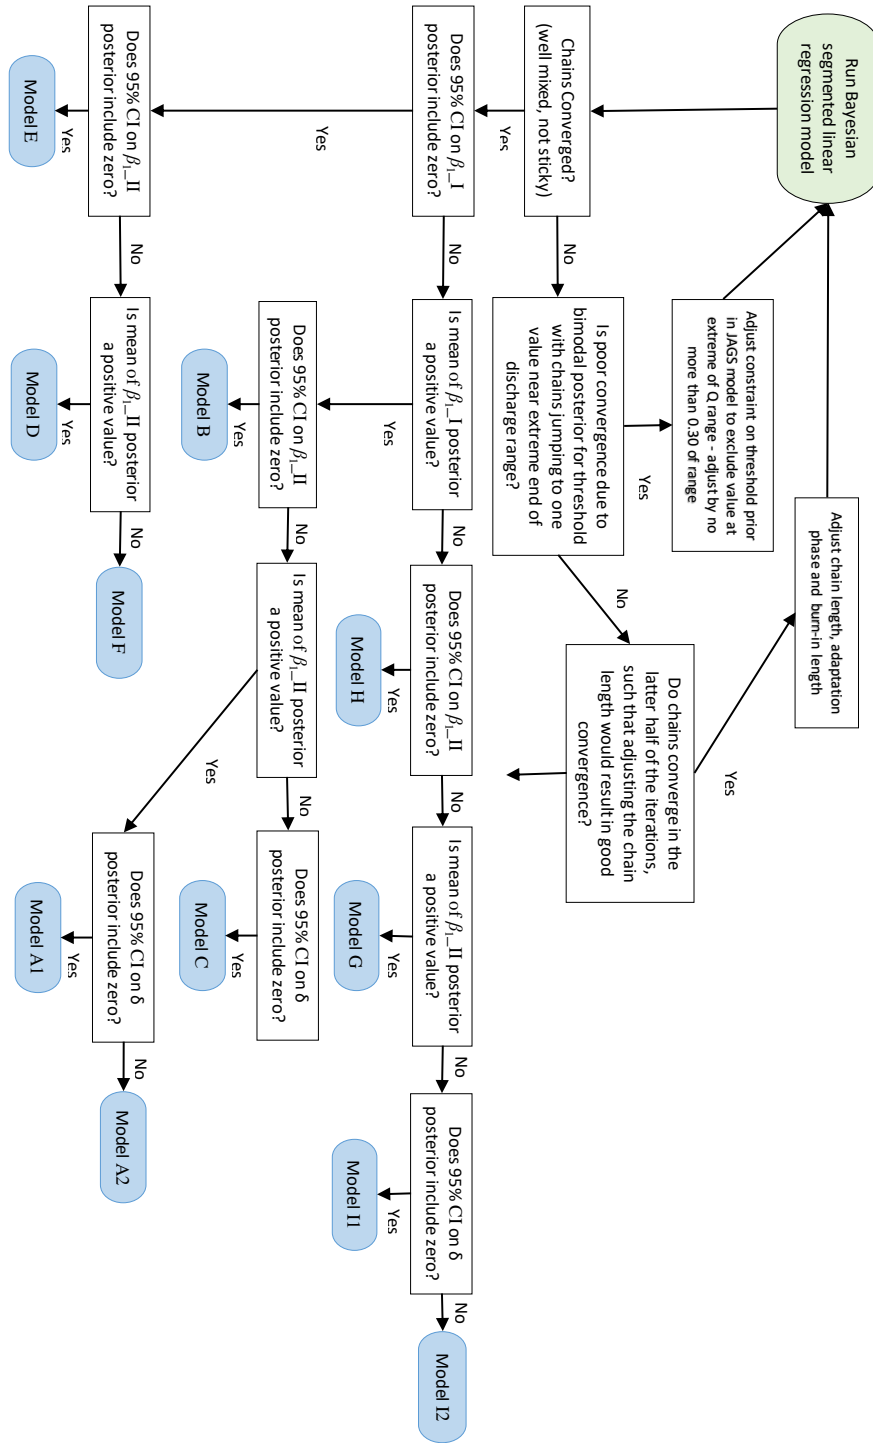 Run Bayesian
segmented linear
regression model
Chains Converged?
(well mixed, not sticky)
Yes
No
Is poor convergence due to
bimodal posterior for threshold
with chains jumping to one
value near extreme end of
discharge range?
Yes
No
Adjust constraint on threshold prior
in JAGS model to exclude value at
extreme of Q range - adjust by no
more than 0.30 of range
Do chains converge in the
latter half of the iterations,
such that adjusting the chain
length would result in good
convergence?
Yes
Adjust chain length, adaptation
phase and burn-in length
Does 95% CI on β₁_I
posterior include zero?
Yes
No
Is mean of β₁_I posterior
a positive value?
Yes
No
Does 95% CI on β₁_II
posterior include zero?
Yes
Model H
No
Is mean of β₁_II posterior
a positive value?
Yes
Model G
No
Does 95% CI on δ
posterior include zero?
Yes
Model I1
No
Model I2
Does 95% CI on β₁_II
posterior include zero?
Yes
Model B
No
Is mean of β₁_II posterior
a positive value?
Yes
No
Does 95% CI on δ
posterior include zero?
Yes
Model C
Does 95% CI on δ
posterior include zero?
Yes
Model A1
No
Model A2
Does 95% CI on β₁_II
posterior include zero?
Yes
Model E
No
Is mean of β₁_II posterior
a positive value?
Yes
Model D
No
Model F